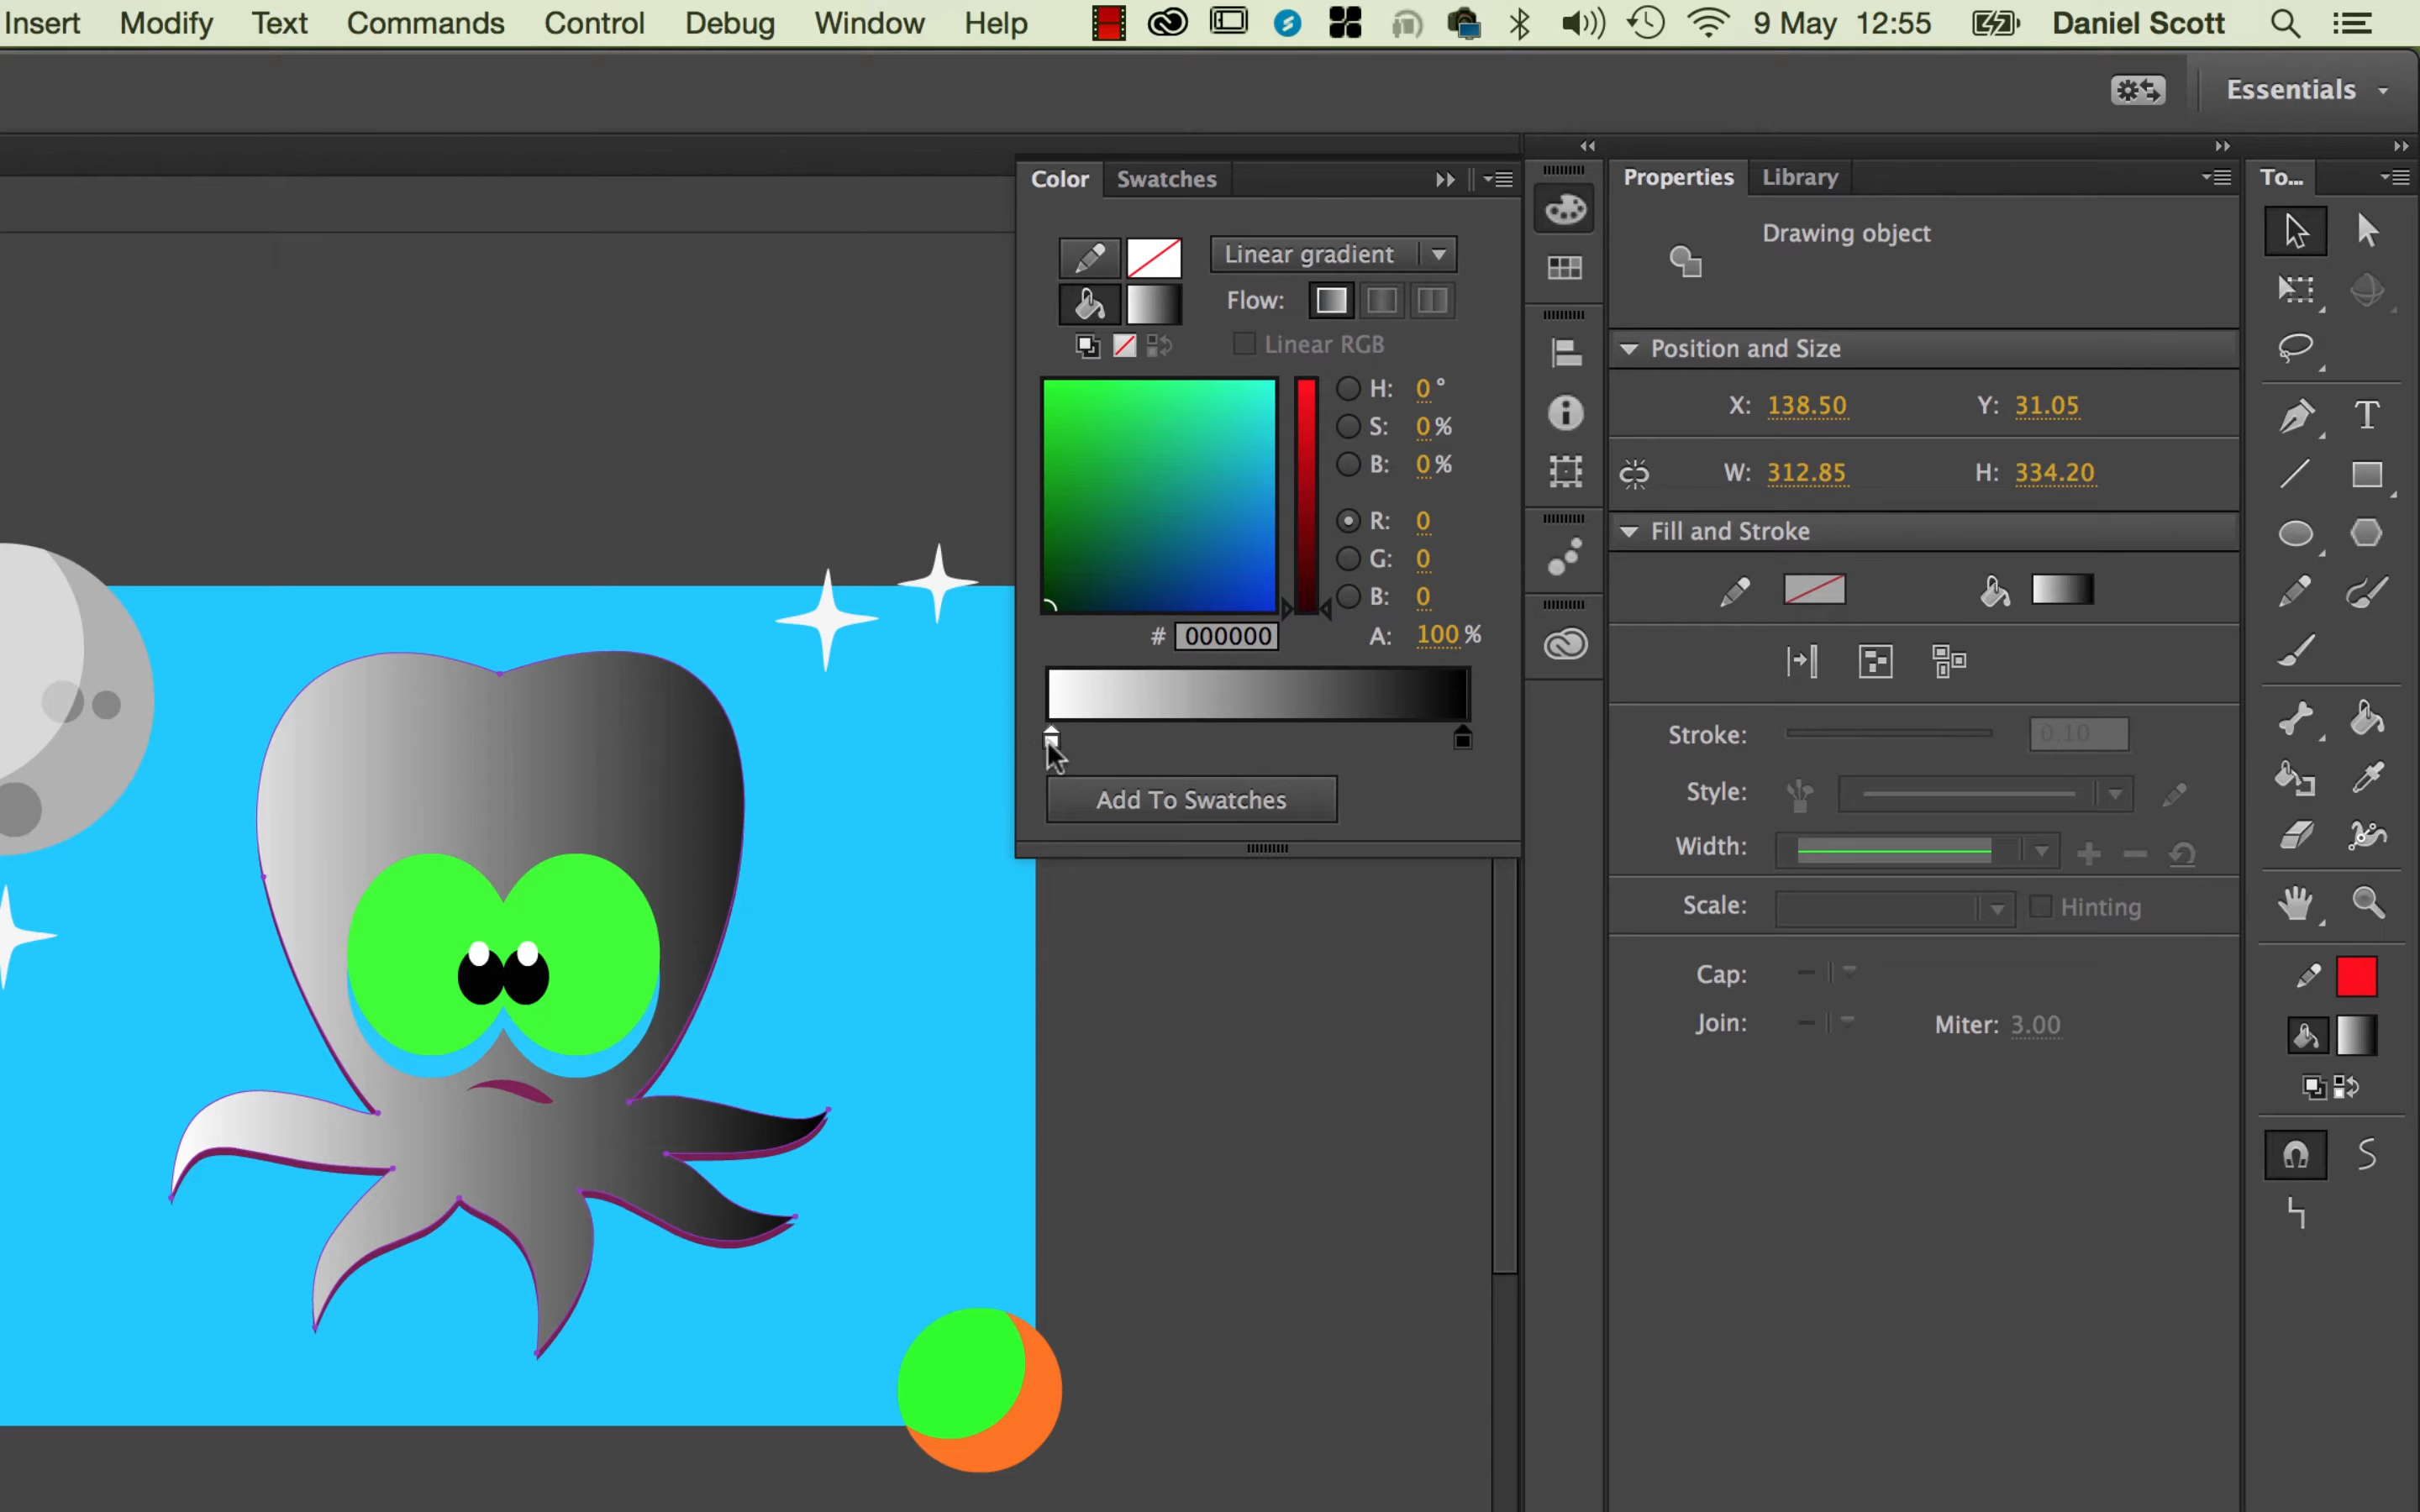 Insert Modify Text Commands Control Debug Window Help 9 May 12:55 Daniel Scott
Essentials
Color Swatches
Linear gradient
Flow:
Linear RGB
H: 0 °
S: 0 %
B: 0 %
R: 0
G: 0
B: 0
# 000000 A: 100 %
Add To Swatches
Properties Library
Drawing object
Position and Size
X: 138.50 Y: 31.05
W: 312.85 H: 334.20
Fill and Stroke
Stroke: 0.10
Style:
Width:
Scale: Hinting
Cap:
Join: Miter: 3.00
To...